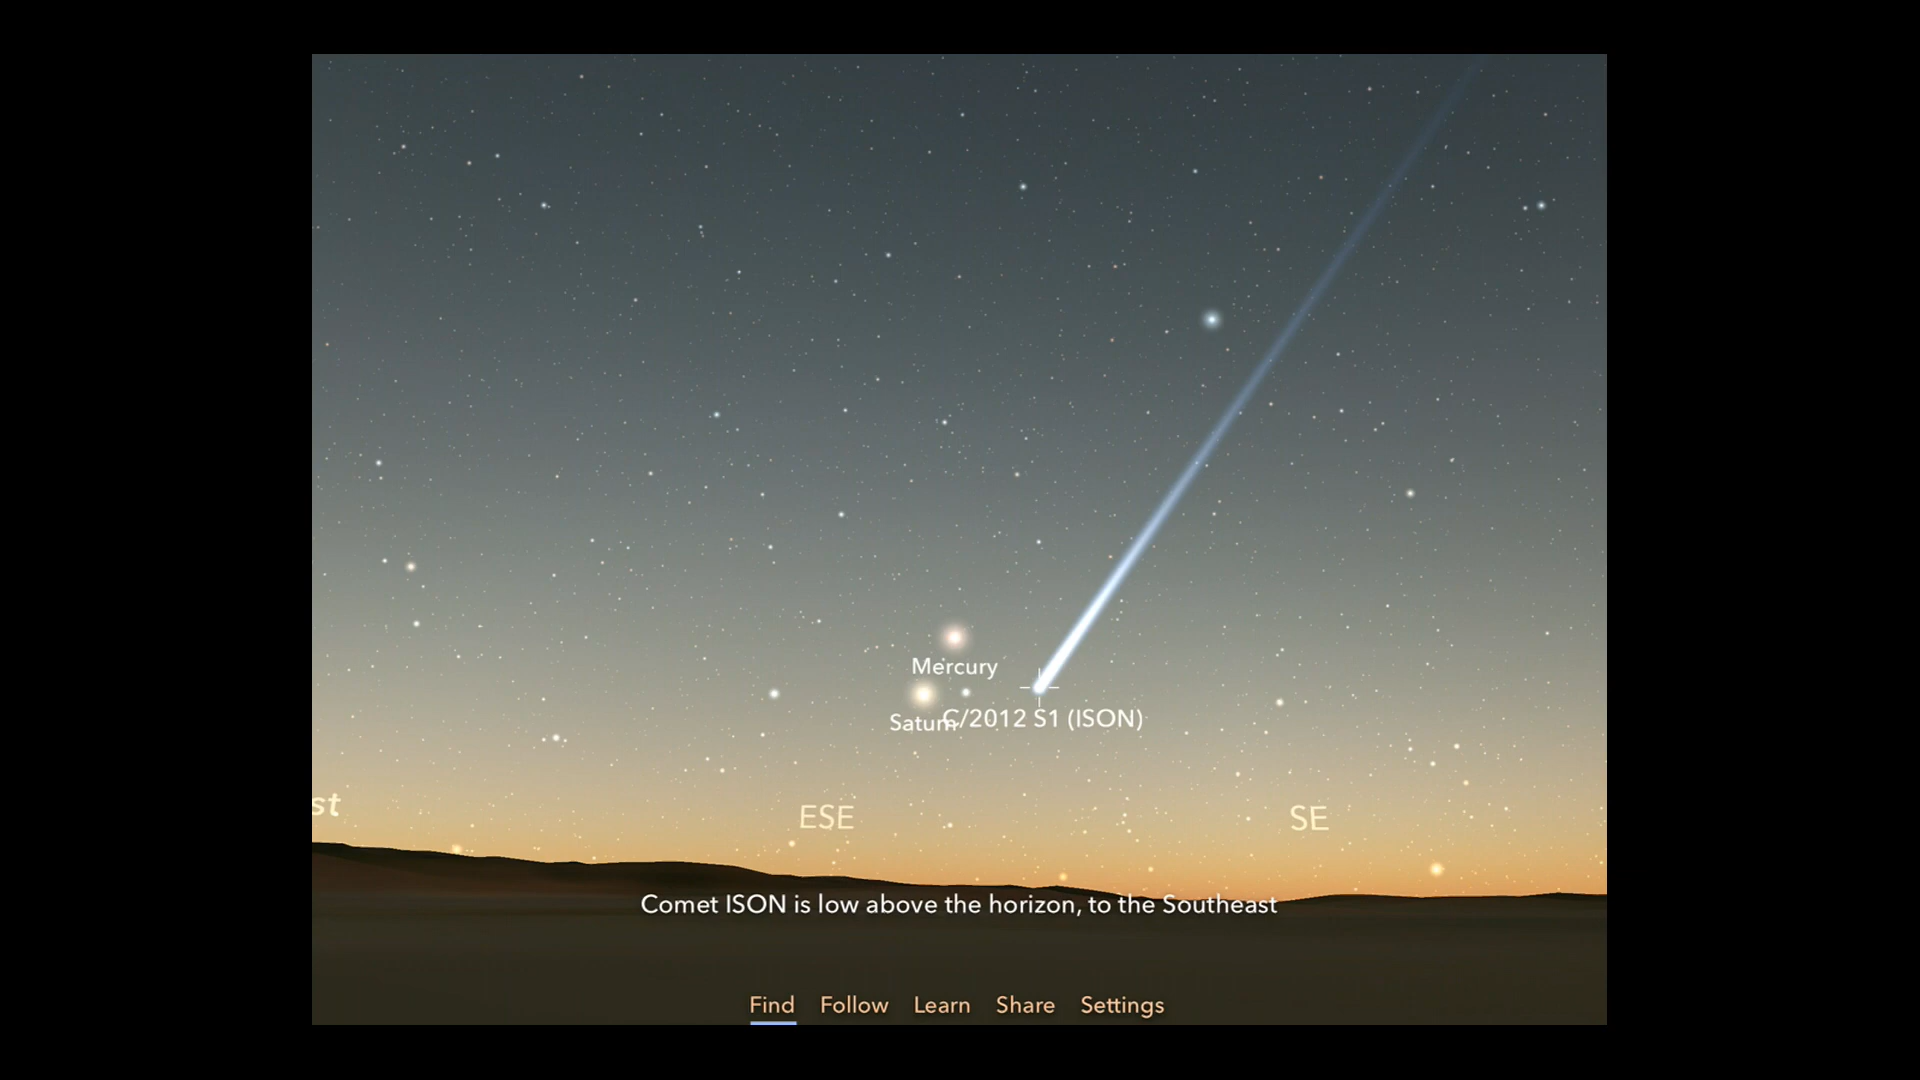 Mercury
Saturn
C/2012 S1 (ISON)
st
ESE
SE
Comet ISON is low above the horizon, to the Southeast
Find Follow Learn Share Settings